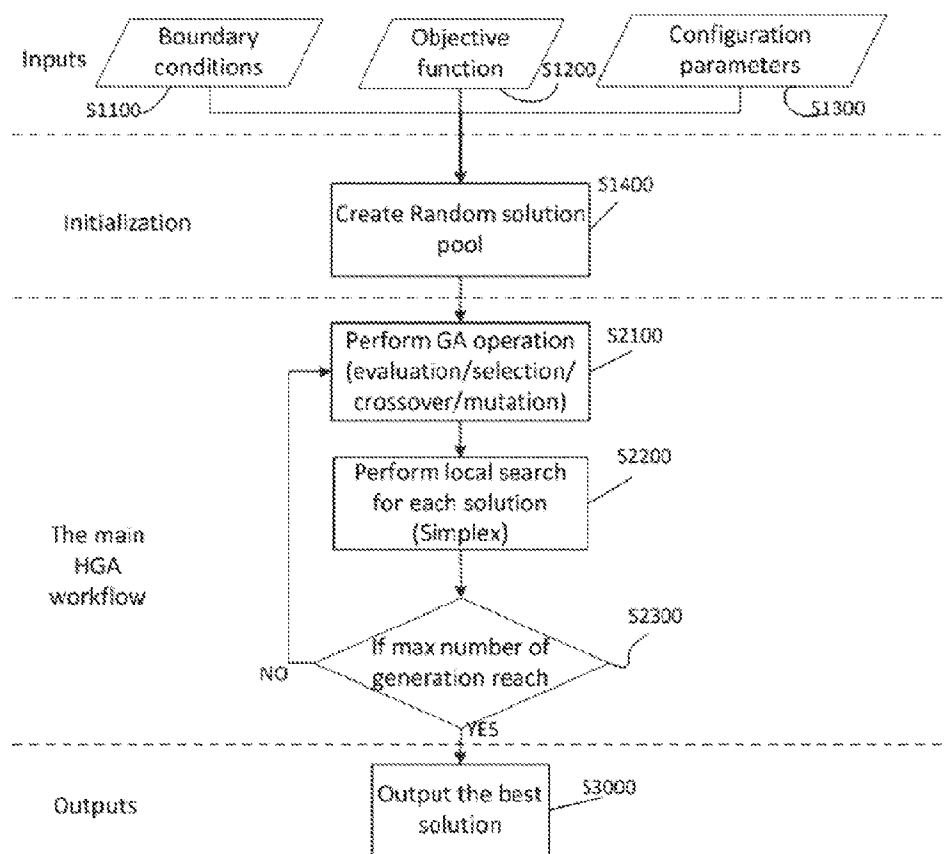 Inputs
Boundary
conditions
S1100
Objective
function
S1200
Configuration
parameters
S1300
Initialization
Create Random solution
pool
S1400
The main
HGA
workflow
Perform GA operation
(evaluation/selection/
crossover/mutation)
S2100
Perform local search
for each solution
(Simplex)
S2200
If max number of
generation reach
S2300
NO
YES
Outputs
Output the best
solution
S3000